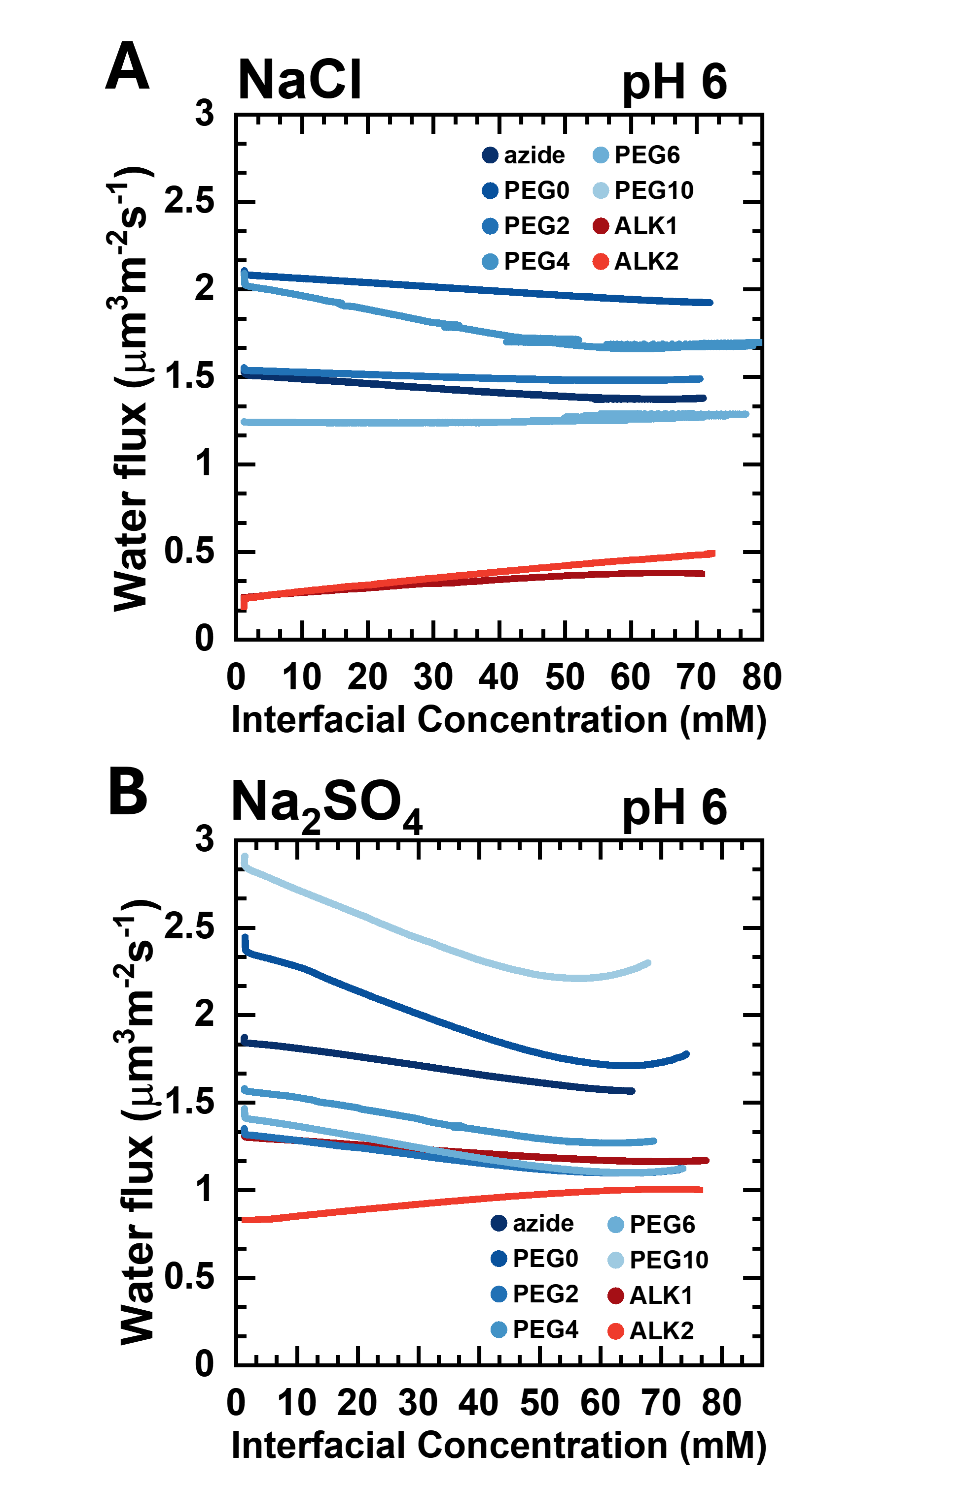 A
NaCl pH 6
3
2.5
2
1.5
1
0.5
0
Water flux (μm³m⁻²s⁻¹)
azide PEG6
PEG0 PEG10
PEG2 ALK1
PEG4 ALK2
0 10 20 30 40 50 60 70 80
Interfacial Concentration (mM)
B
Na₂SO₄ pH 6
3
2.5
2
1.5
1
0.5
0
Water flux (μm³m⁻²s⁻¹)
azide PEG6
PEG0 PEG10
PEG2 ALK1
PEG4 ALK2
0 10 20 30 40 50 60 70 80
Interfacial Concentration (mM)